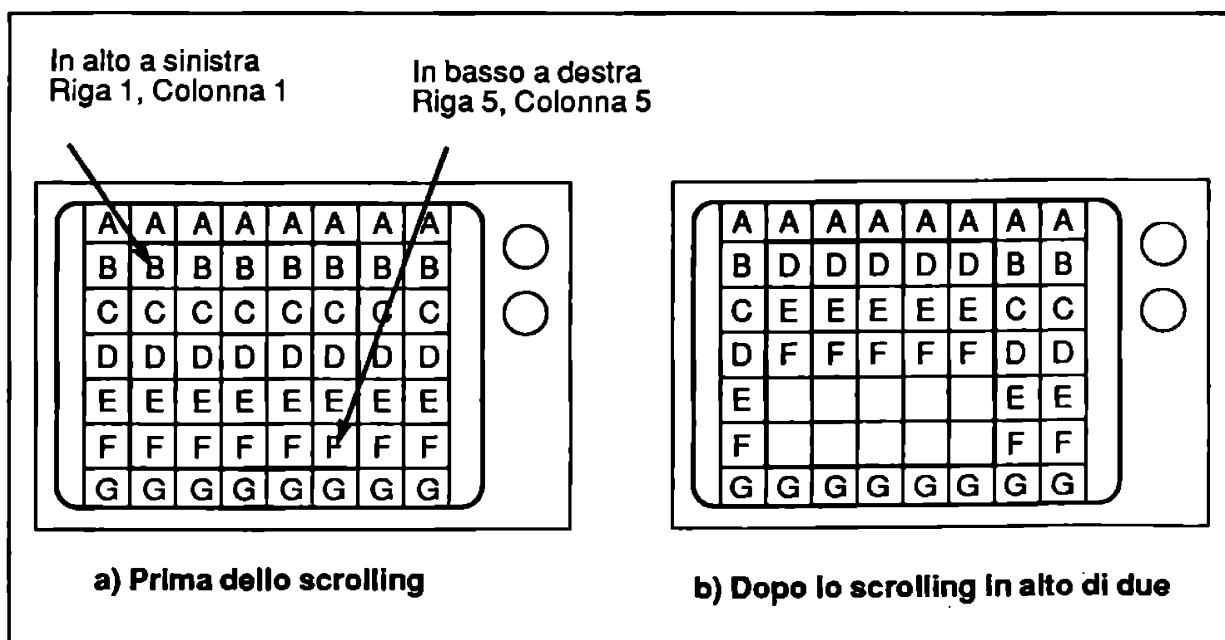 In alto a sinistra
Riga 1, Colonna 1
In basso a destra
Riga 5, Colonna 5
A A A A A A A A
B B B B B B B B
C C C C C C C C
D D D D D D D D
E E E E E E E E
F F F F F F F F
G G G G G G G G
a) Prima dello scrolling
A A A A A A A A
B D D D D D B B
C E E E E E C C
D F F F F F D D
E E E
F F F
G G G G G G G G
b) Dopo lo scrolling in alto di due